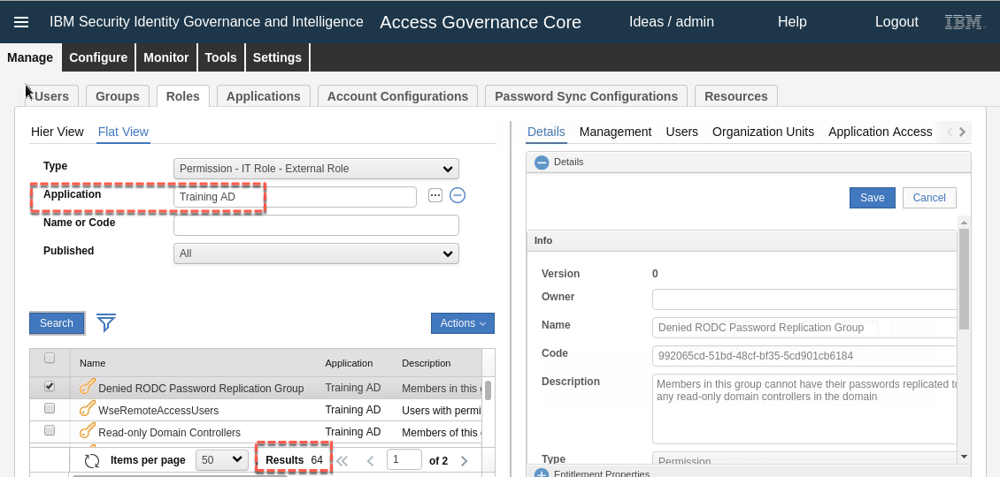 IBM Security Identity Governance and Intelligence Access Governance Core Ideas / admin Help Logout IBM
Manage Configure Monitor Tools Settings
Users Groups Roles Applications Account Configurations Password Sync Configurations Resources
Hier View Flat View
Type Permission - IT Role - External Role
Application Training AD ...
Name or Code
Published All
Search Actions
Name Application Description
Denied RODC Password Replication Group Training AD Members in this
WseRemoteAccessUsers Training AD Users with permi
Read-only Domain Controllers Training AD Members of this
Items per page 50 Results 64 1 of 2
Details Management Users Organization Units Application Access
Details
Save Cancel
Info
Version 0
Owner
Name Denied RODC Password Replication Group
Code 992065cd-51bd-48cf-bf35-5cd901cb6184
Description Members in this group cannot have their passwords replicated to
any read-only domain controllers in the domain
Type Permission
Entitlement Properties